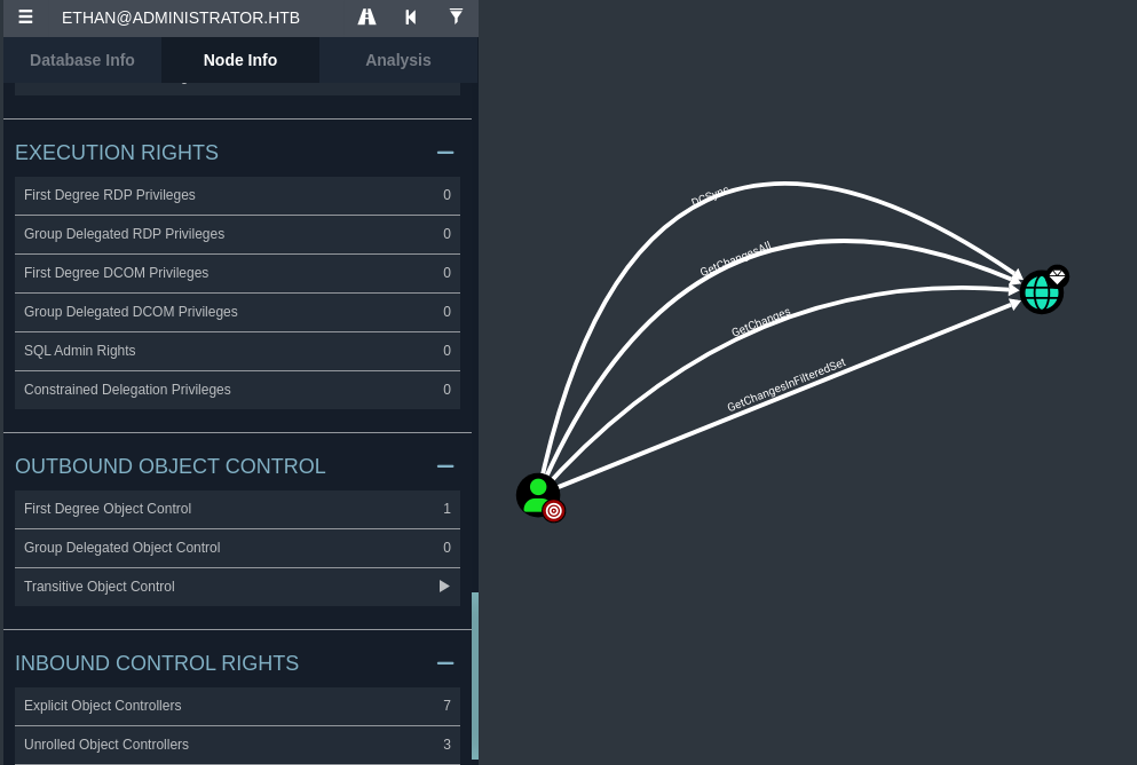 ETHAN@ADMINISTRATOR.HTB
Database Info Node Info Analysis
EXECUTION RIGHTS
First Degree RDP Privileges 0
Group Delegated RDP Privileges 0
First Degree DCOM Privileges 0
Group Delegated DCOM Privileges 0
SQL Admin Rights 0
Constrained Delegation Privileges 0
OUTBOUND OBJECT CONTROL
First Degree Object Control 1
Group Delegated Object Control 0
Transitive Object Control
INBOUND CONTROL RIGHTS
Explicit Object Controllers 7
Unrolled Object Controllers 3
DCSync
GetChangesAll
GetChanges
GetChangesInFilteredSet